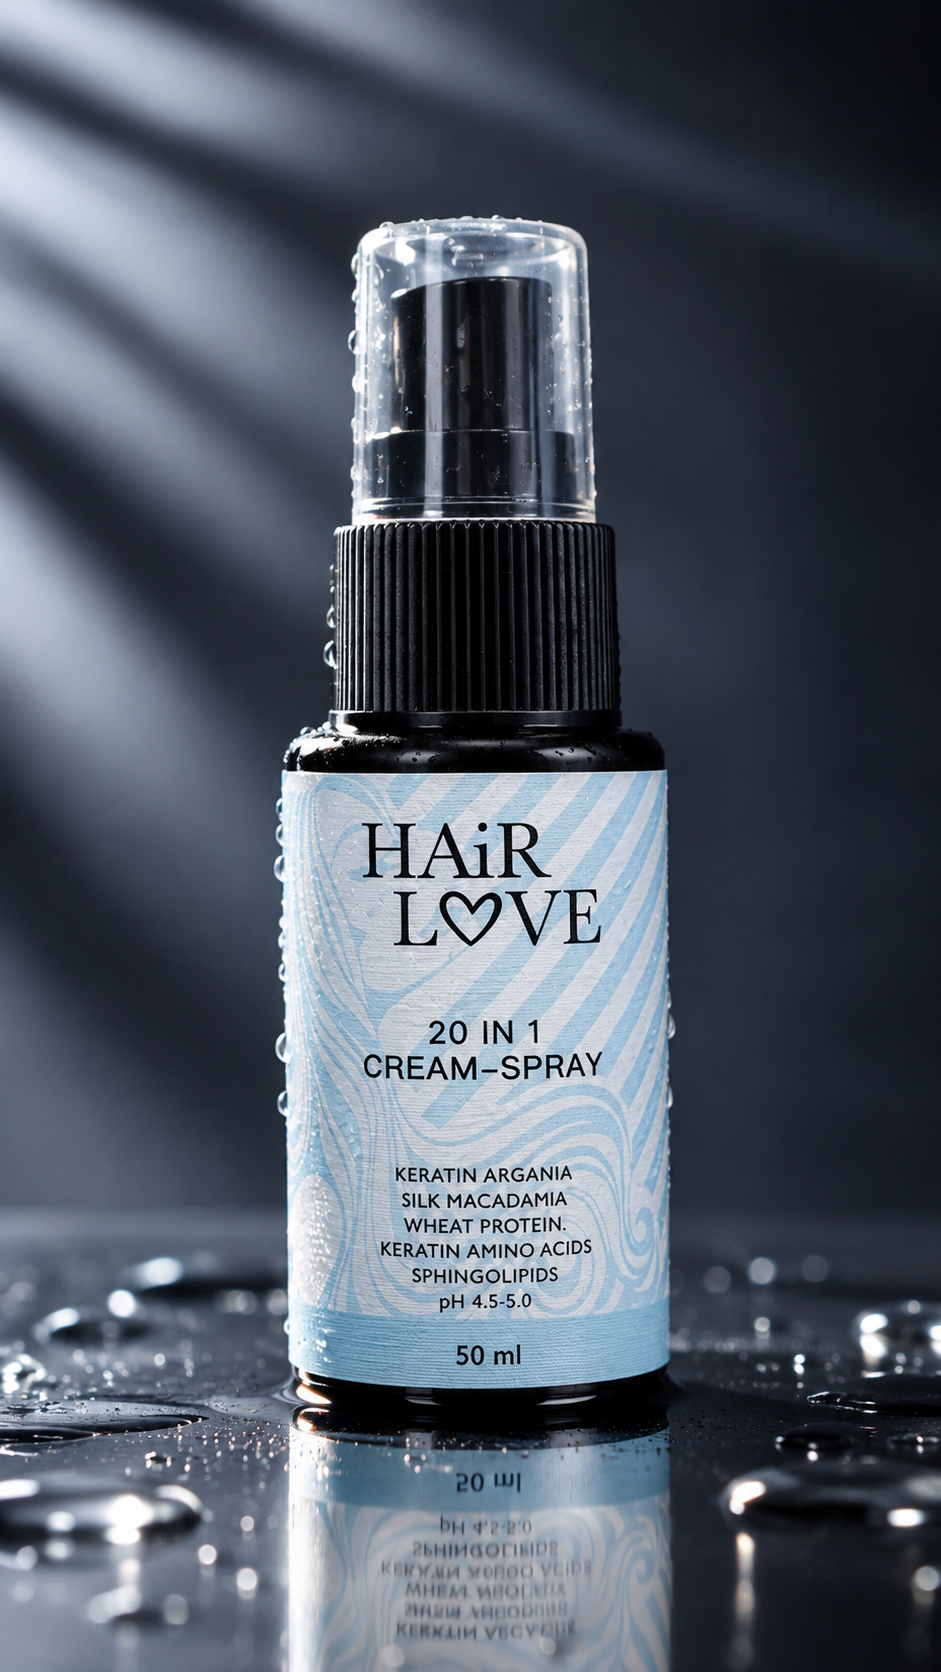 HAiR
L♡VE
20 IN 1
CREAM–SPRAY
KERATIN ARGANIA
SILK MACADAMIA
WHEAT PROTEIN.
KERATIN AMINO ACIDS
SPHINGOLIPIDS
pH 4.5-5.0
50 ml